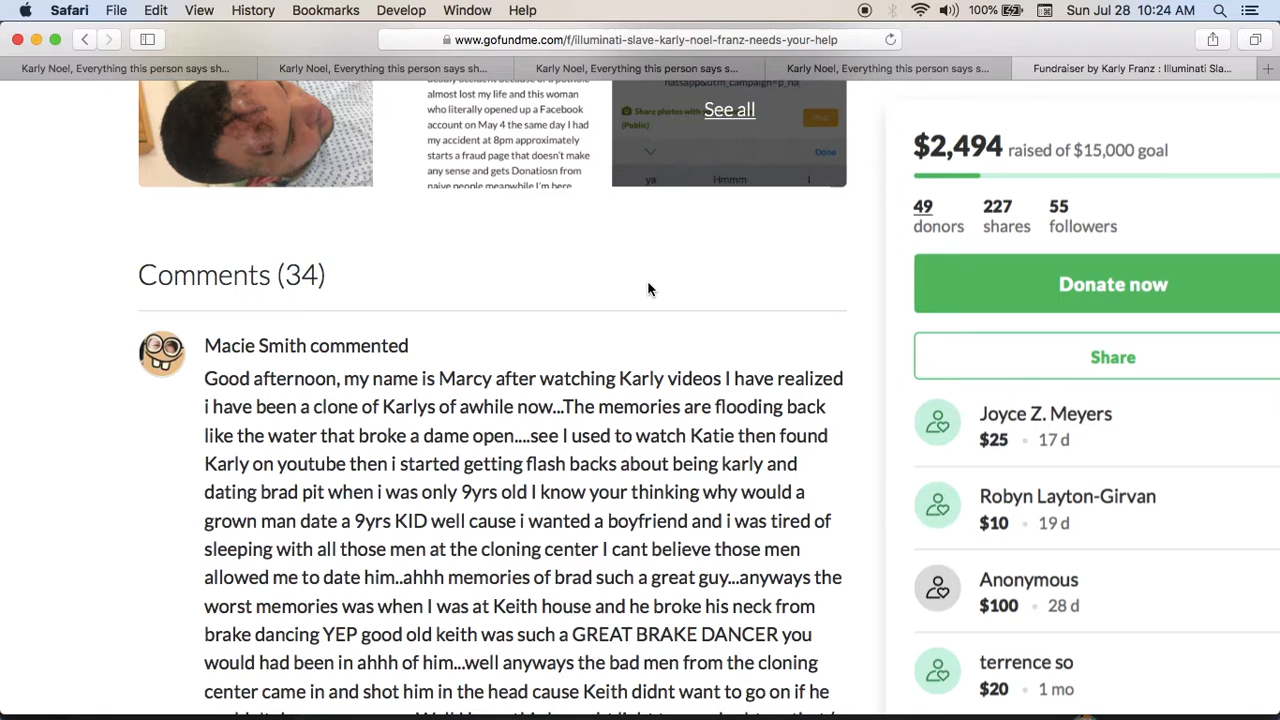 Safari File Edit View History Bookmarks Develop Window Help 100% Sun Jul 28 10:24 AM
www.gofundme.com/f/illuminati-slave-karly-noel-franz-needs-your-help
Karly Noel, Everything this person says sh... Karly Noel, Everything this person says sh... Karly Noel, Everything this person says s... Karly Noel, Everything this person says s... Fundraiser by Karly Franz : Illuminati Sla...
almost lost my life and this woman
who literally opened up a Facebook
account on May 4 the same day I had
my accident at 8pm approximately
starts a fraud page that doesn't make
any sense and gets Donatiosn from
naive people meanwhile I'm here
hatsapp&utm_campaign=p_na
Share photos with
(Public)
See all
Post
Done
ya Hmmm I
Comments (34)
Macie Smith commented
Good afternoon, my name is Marcy after watching Karly videos I have realized
i have been a clone of Karlys of awhile now...The memories are flooding back
like the water that broke a dame open....see I used to watch Katie then found
Karly on youtube then i started getting flash backs about being karly and
dating brad pit when i was only 9yrs old I know your thinking why would a
grown man date a 9yrs KID well cause i wanted a boyfriend and i was tired of
sleeping with all those men at the cloning center I cant believe those men
allowed me to date him..ahhh memories of brad such a great guy...anyways the
worst memories was when I was at Keith house and he broke his neck from
brake dancing YEP good old keith was such a GREAT BRAKE DANCER you
would had been in ahhh of him...well anyways the bad men from the cloning
center came in and shot him in the head cause Keith didnt want to go on if he
$2,494 raised of $15,000 goal
49 227 55
donors shares followers
Donate now
Share
Joyce Z. Meyers
$25 • 17 d
Robyn Layton-Girvan
$10 • 19 d
Anonymous
$100 • 28 d
terrence so
$20 • 1 mo